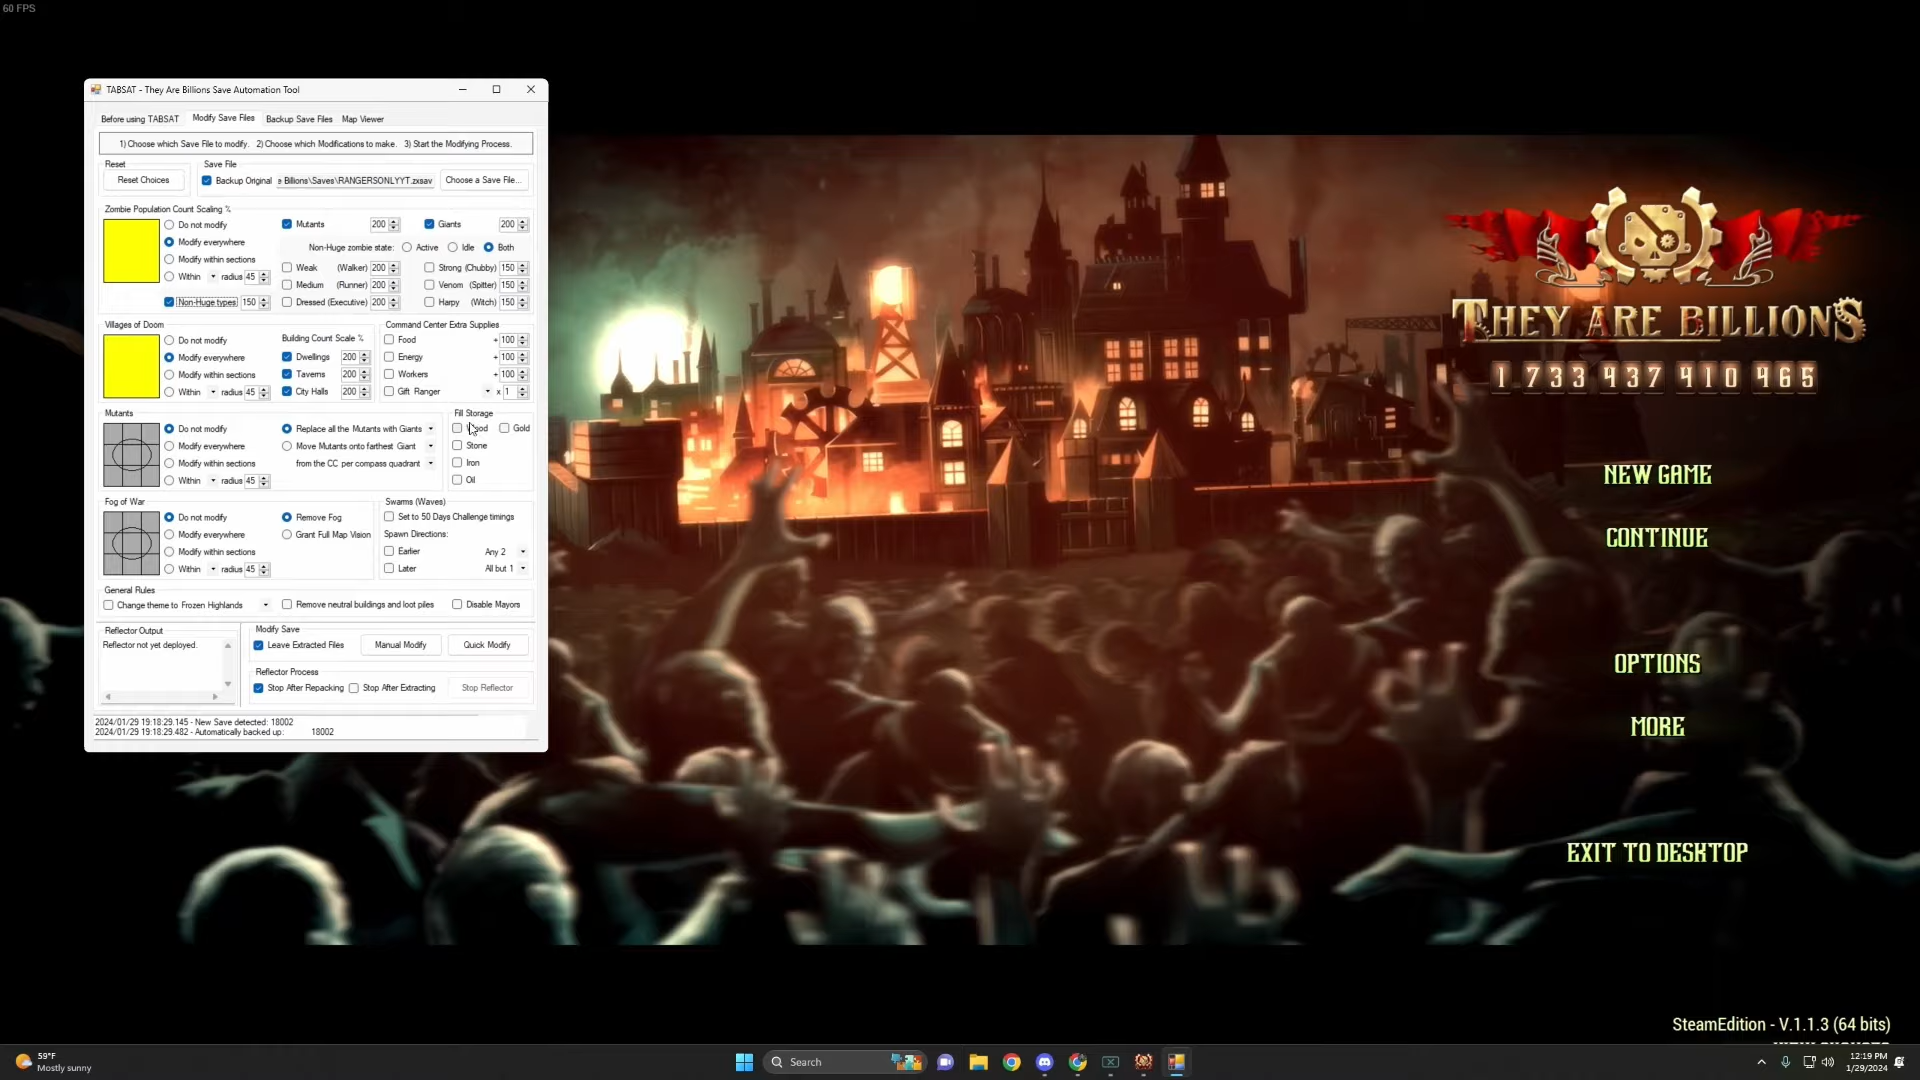 60 FPS
TABSAT - They Are Billions Save Automation Tool
Before using TABSAT Modify Save Files Backup Save Files Map Viewer
1) Choose which Save File to modify. 2) Choose which Modifications to make. 3) Start the Modifying Process.
Reset Save File
Reset Choices Backup Original e Billions\Saves\RANGERSONLYYT.zxsav Choose a Save File...
Zombie Population Count Scaling %
Do not modify Mutants 200 Giants 200
Modify everywhere Non-Huge zombie state: Active Idle Both
Modify within sections Weak (Walker) 200 Strong (Chubby) 150
Within radius 45 Medium (Runner) 200 Venom (Spitter) 150
Non-Huge types 150 Dressed (Executive) 200 Harpy (Witch) 150
Villages of Doom Command Center Extra Supplies
Do not modify Building Count Scale % Food + 100
Modify everywhere Dwellings 200 Energy + 100
Modify within sections Taverns 200 Workers + 100
Within radius 45 City Halls 200 Gift Ranger x 1
Mutants Fill Storage
Do not modify Replace all the Mutants with Giants Wood Gold
Modify everywhere Move Mutants onto farthest Giant Stone
Modify within sections from the CC per compass quadrant Iron
Within radius 45 Oil
Fog of War Swarms (Waves)
Do not modify Remove Fog Set to 50 Days Challenge timings
Modify everywhere Grant Full Map Vision Spawn Directions:
Modify within sections Earlier Any 2
Within radius 45 Later All but 1
General Rules
Change theme to Frozen Highlands Remove neutral buildings and loot piles Disable Mayors
Reflector Output Modify Save
Reflector not yet deployed. Leave Extracted Files Manual Modify Quick Modify
Reflector Process
Stop After Repacking Stop After Extracting Stop Reflector
2024/01/29 19:18:29.145 - New Save detected: 18002
2024/01/29 19:18:29.482 - Automatically backed up: 18002
THEY ARE BILLIONS
1 733 437 410 465
NEW GAME
CONTINUE
OPTIONS
MORE
EXIT TO DESKTOP
SteamEdition - V.1.1.3 (64 bits)
59°F
Mostly sunny
Search
12:19 PM
1/29/2024